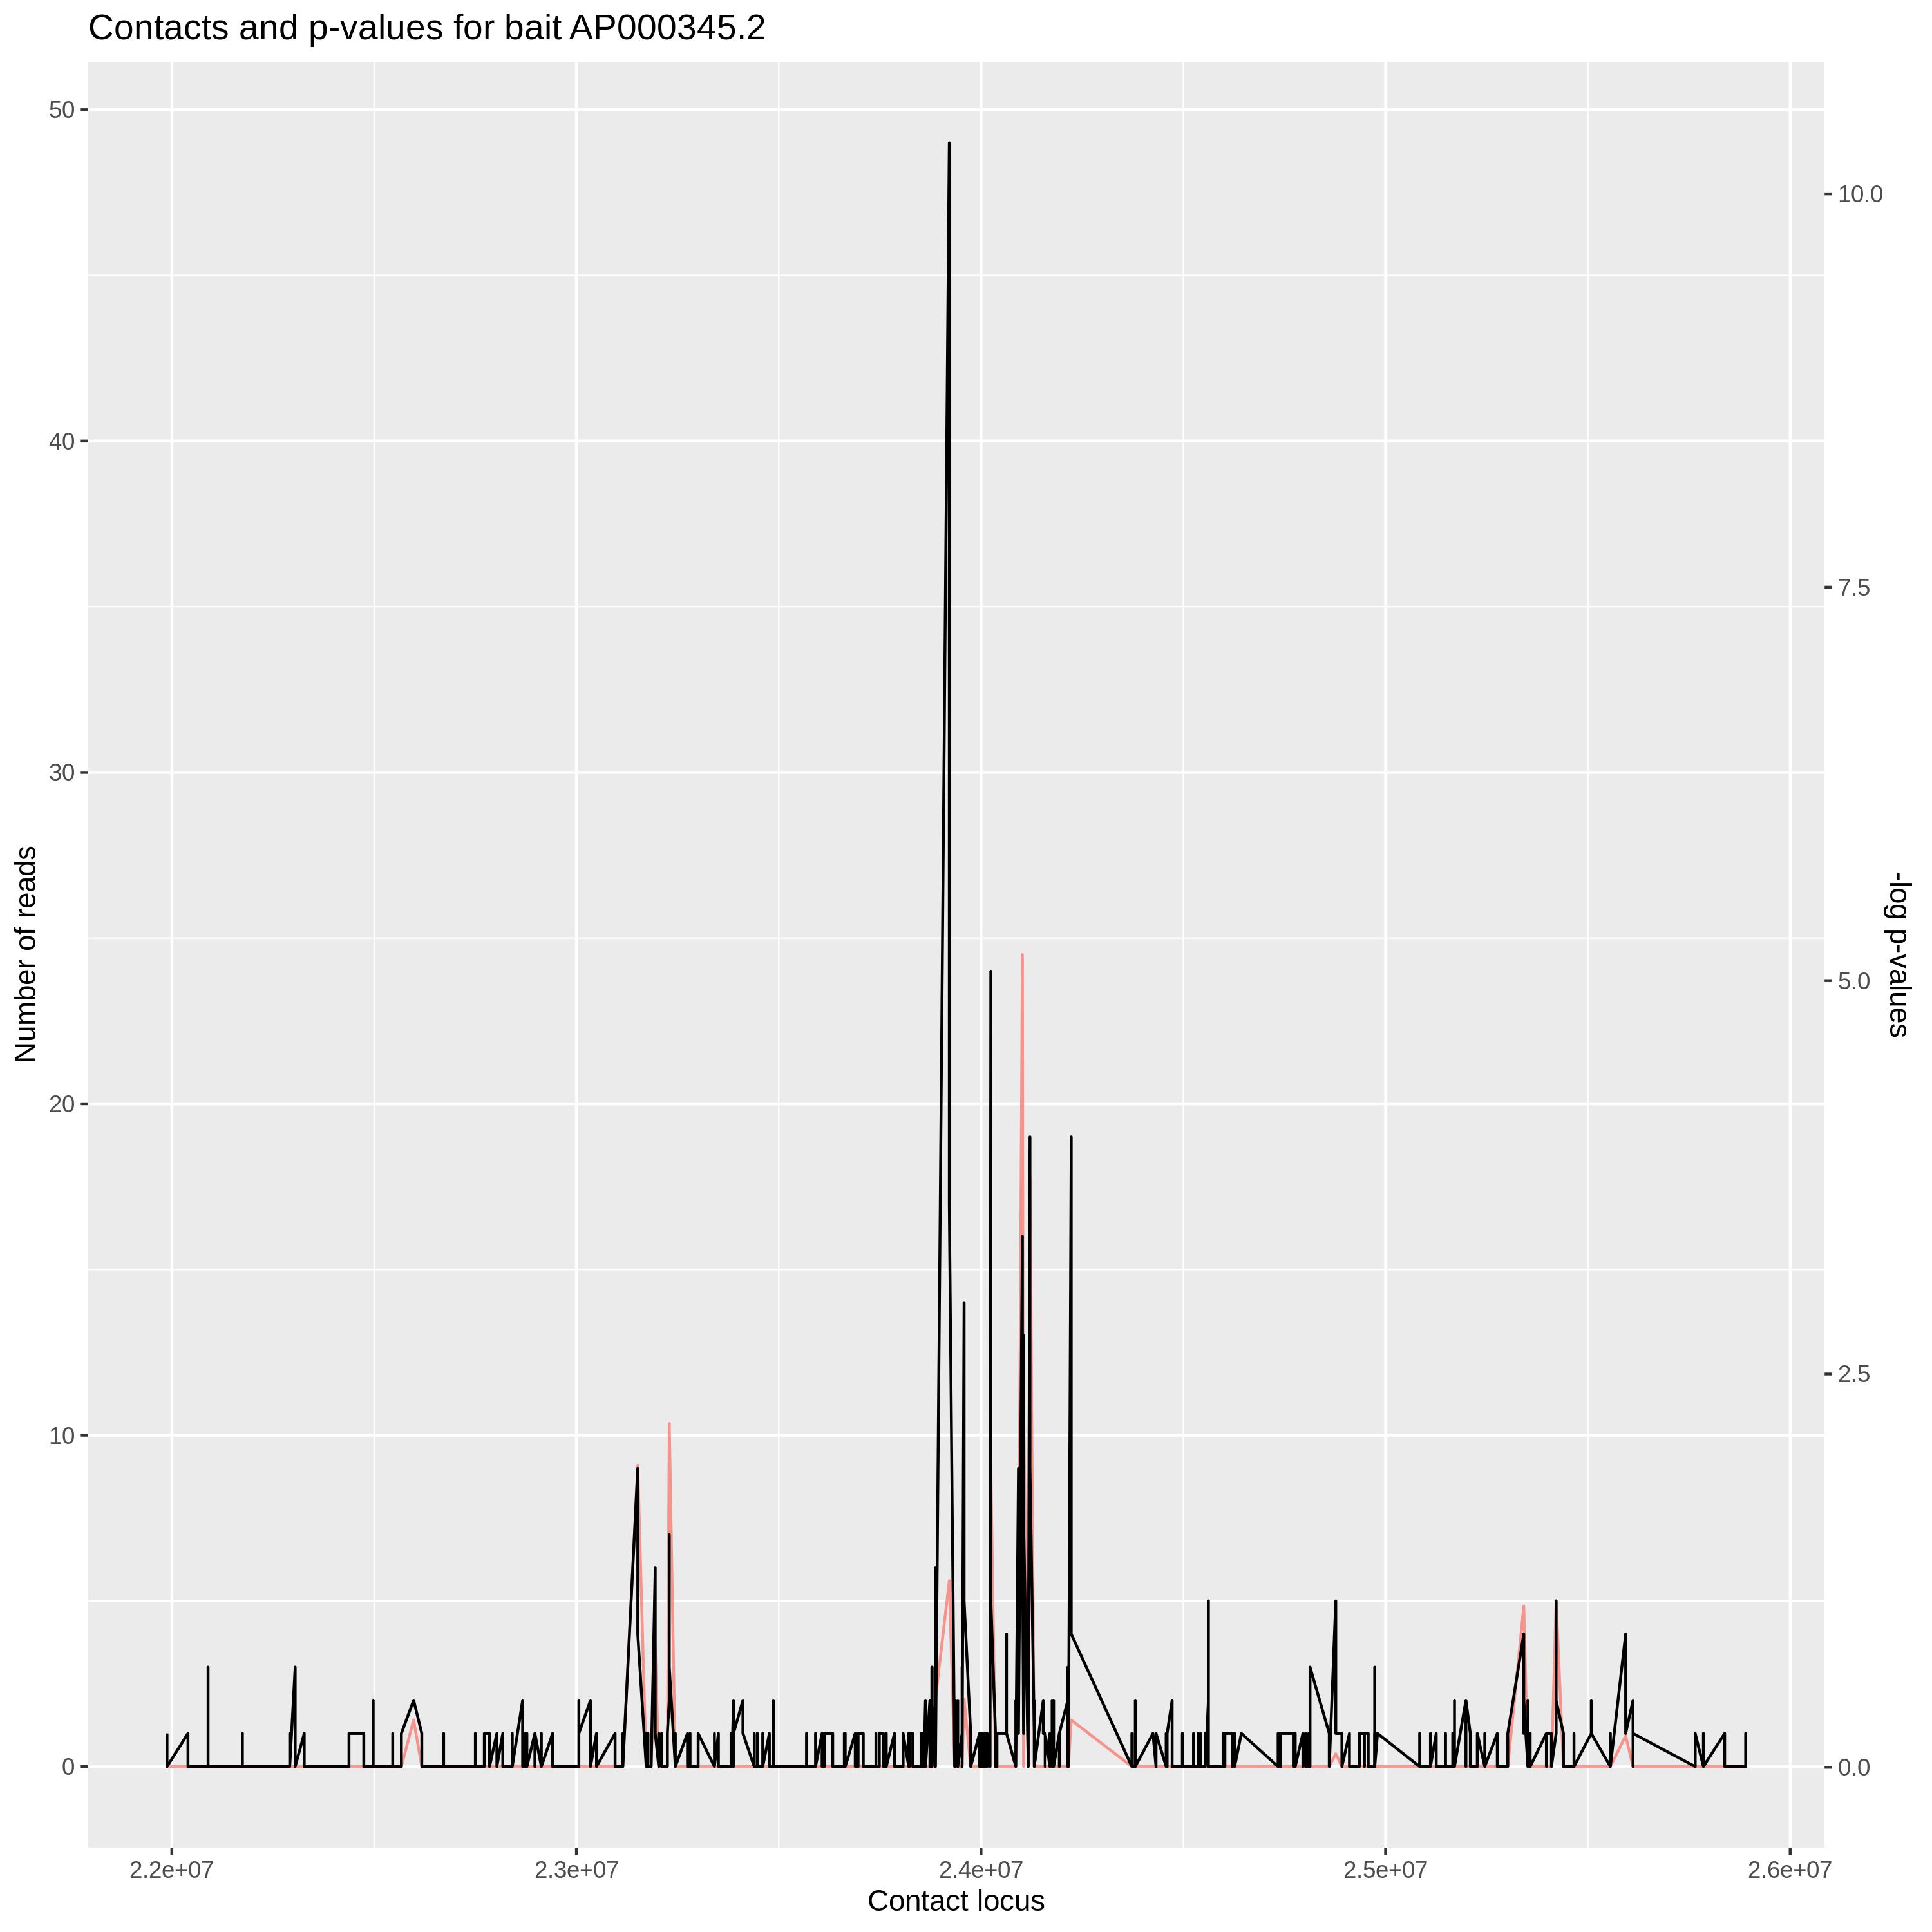 Contacts and p-values for bait AP000345.2
50
40
30
20
10
0
Number of reads
10.0
7.5
5.0
2.5
0.0
-log p-values
2.2e+07 2.3e+07 2.4e+07 2.5e+07 2.6e+07
Contact locus